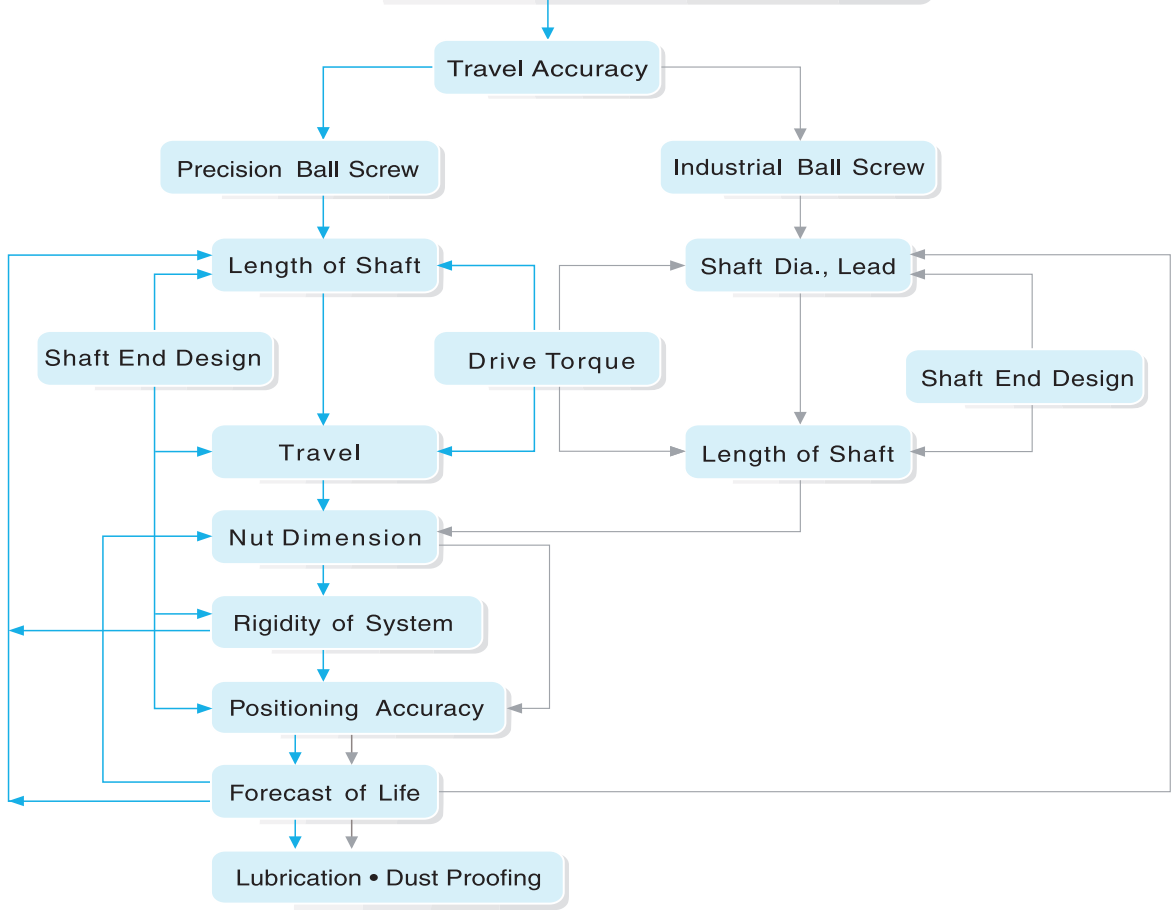 Travel Accuracy
Precision Ball Screw
Industrial Ball Screw
Length of Shaft
Shaft Dia., Lead
Shaft End Design
Drive Torque
Shaft End Design
Travel
Length of Shaft
Nut Dimension
Rigidity of System
Positioning Accuracy
Forecast of Life
Lubrication • Dust Proofing